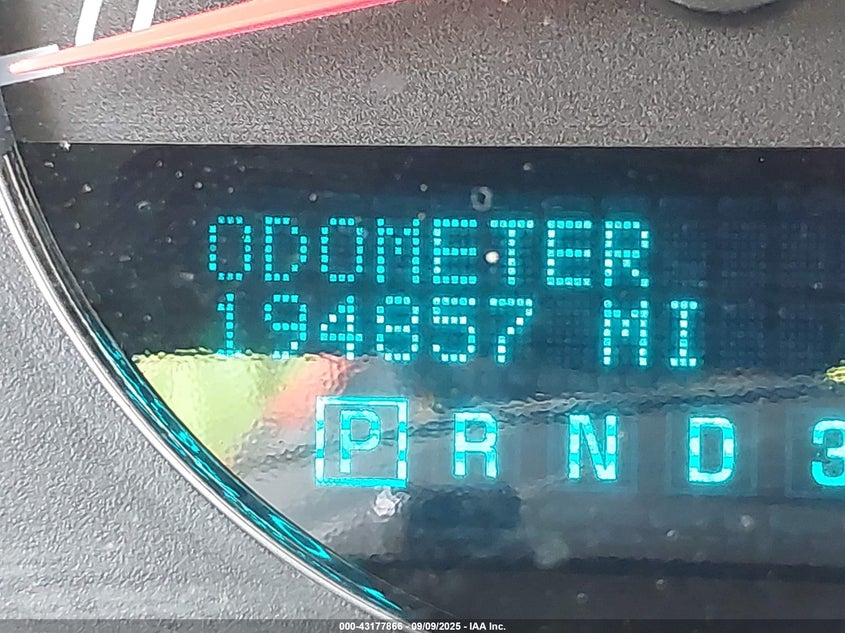 ODOMETER
194857 MI
P R N D 3
000-43177866 - 09/09/2025 - IAA Inc.